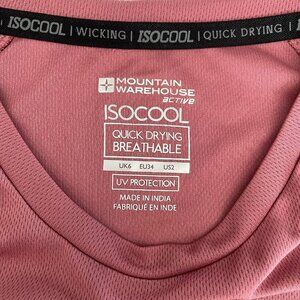 ISOCOOL | WICKING | ISOCOOL | QUICK DRYING
MOUNTAIN
WAREHOUSE
active
ISOCOOL
QUICK DRYING
BREATHABLE
UK6 EU34 US2
UV PROTECTION
MADE IN INDIA
FABRIQUÉ EN INDE